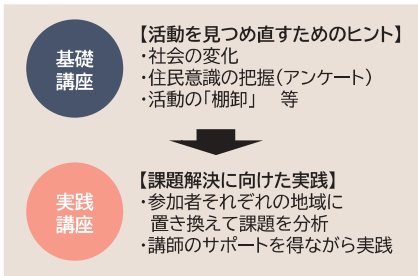 基礎
講座
【活動を見つめ直すためのヒント】
・社会の変化
・住民意識の把握（アンケート）
・活動の「棚卸」　等
実践
講座
【課題解決に向けた実践】
・参加者それぞれの地域に
置き換えて課題を分析
・講師のサポートを得ながら実践